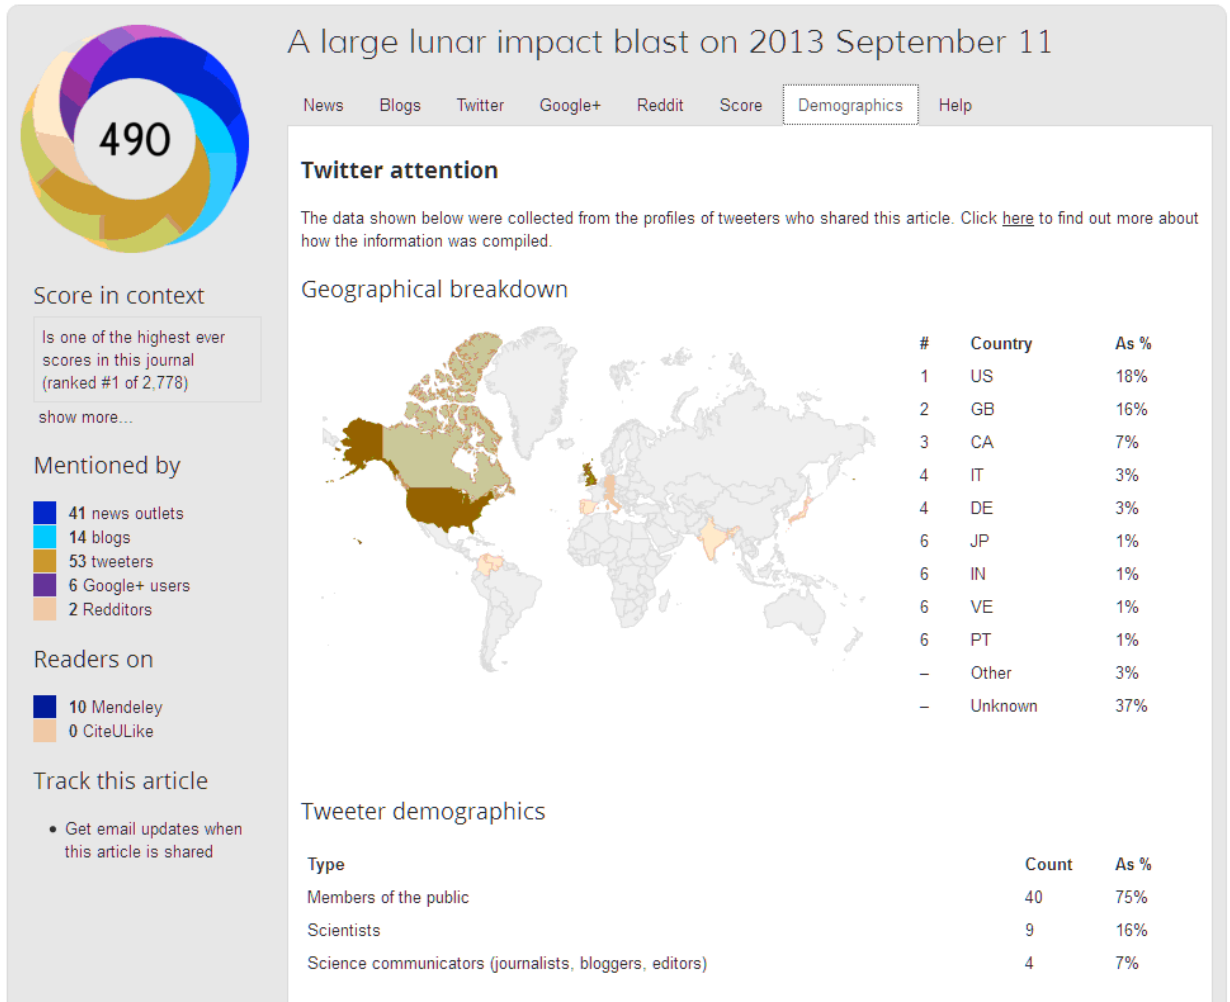 490
A large lunar impact blast on 2013 September 11
News Blogs Twitter Google+ Reddit Score Demographics Help
Score in context
Is one of the highest ever
scores in this journal
(ranked #1 of 2,778)
show more...
Mentioned by
41 news outlets
14 blogs
53 tweeters
6 Google+ users
2 Redditors
Readers on
10 Mendeley
0 CiteULike
Track this article
• Get email updates when
this article is shared
Twitter attention
The data shown below were collected from the profiles of tweeters who shared this article. Click here to find out more about
how the information was compiled.
Geographical breakdown
# Country As %
1 US 18%
2 GB 16%
3 CA 7%
4 IT 3%
4 DE 3%
6 JP 1%
6 IN 1%
6 VE 1%
6 PT 1%
– Other 3%
– Unknown 37%
Tweeter demographics
Type Count As %
Members of the public 40 75%
Scientists 9 16%
Science communicators (journalists, bloggers, editors) 4 7%